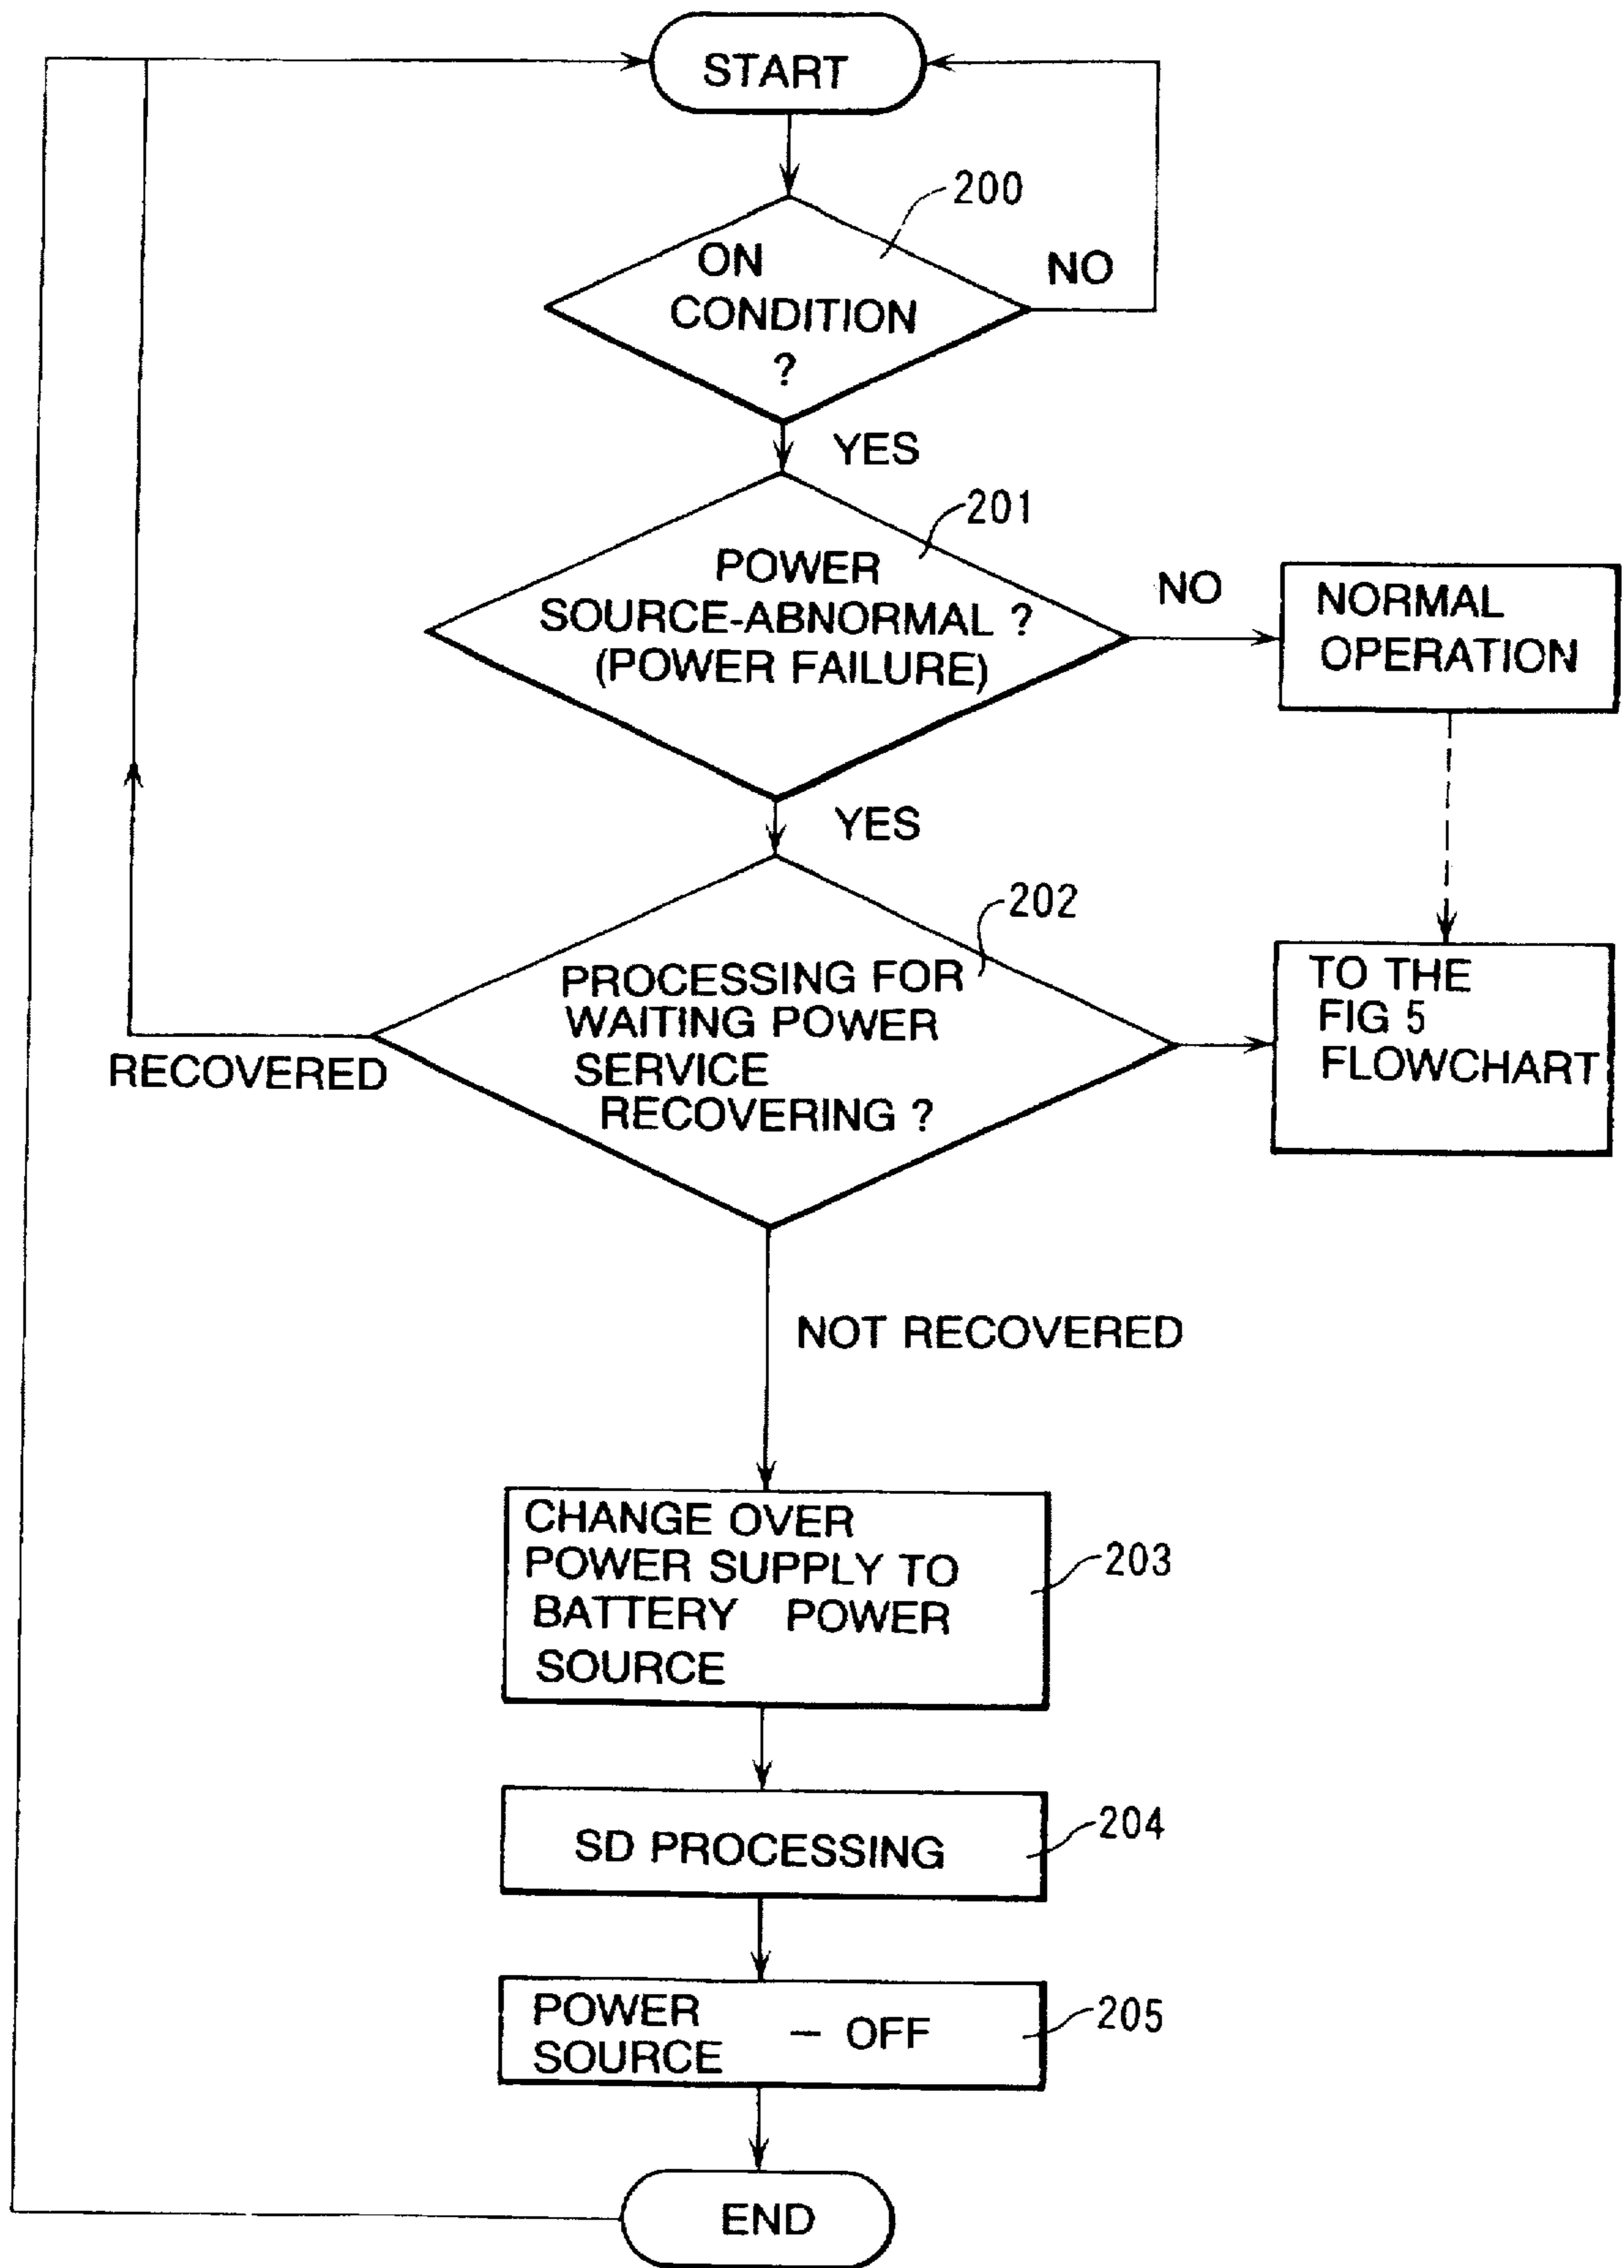 START
200
ON
CONDITION
?
NO
YES
201
POWER
SOURCE-ABNORMAL ?
(POWER FAILURE)
NO
NORMAL
OPERATION
YES
202
PROCESSING FOR
WAITING POWER
SERVICE
RECOVERING ?
RECOVERED
TO THE
FIG 5
FLOWCHART
NOT RECOVERED
CHANGE OVER
POWER SUPPLY TO
BATTERY POWER
SOURCE
203
SD PROCESSING
204
POWER
SOURCE
– OFF
205
END